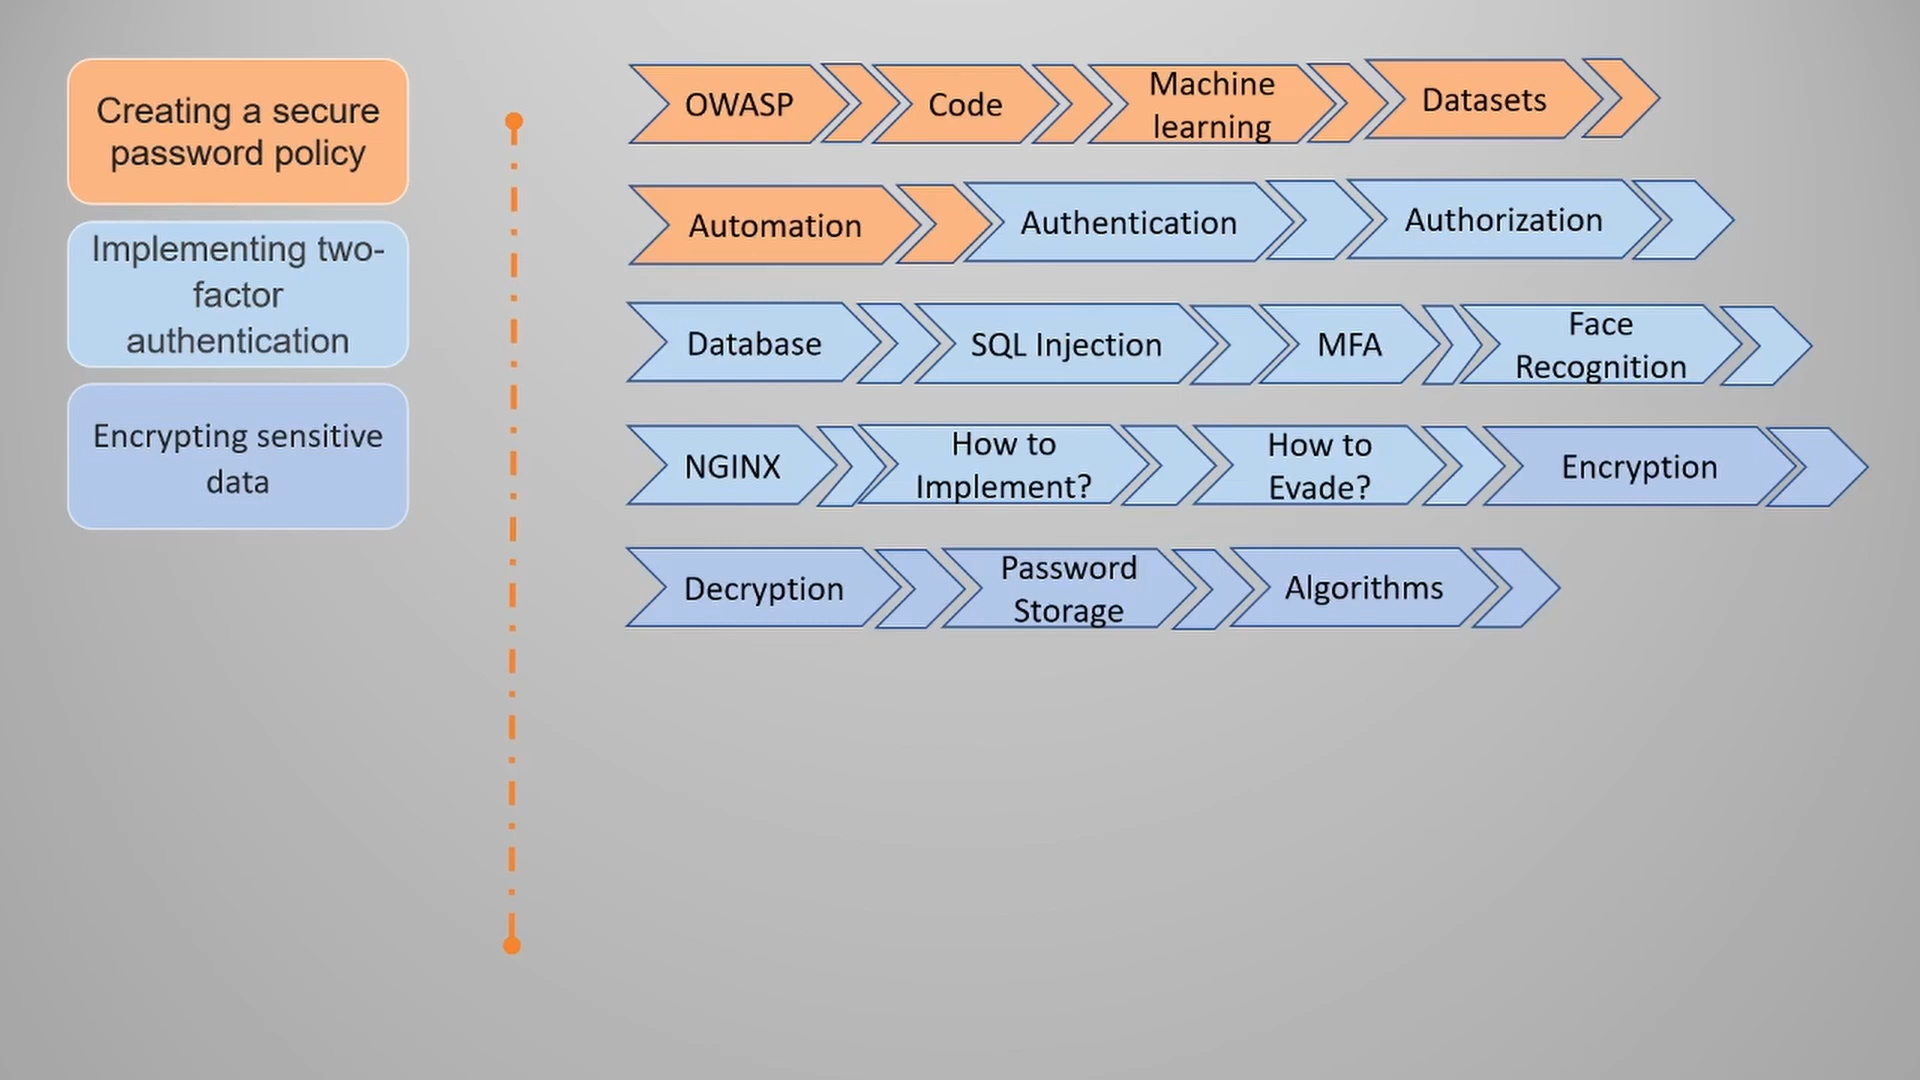 Creating a secure
password policy
Implementing two-
factor
authentication
Encrypting sensitive
data
OWASP
Code
Machine
learning
Datasets
Automation
Authentication
Authorization
Database
SQL Injection
MFA
Face
Recognition
NGINX
How to
Implement?
How to
Evade?
Encryption
Decryption
Password
Storage
Algorithms